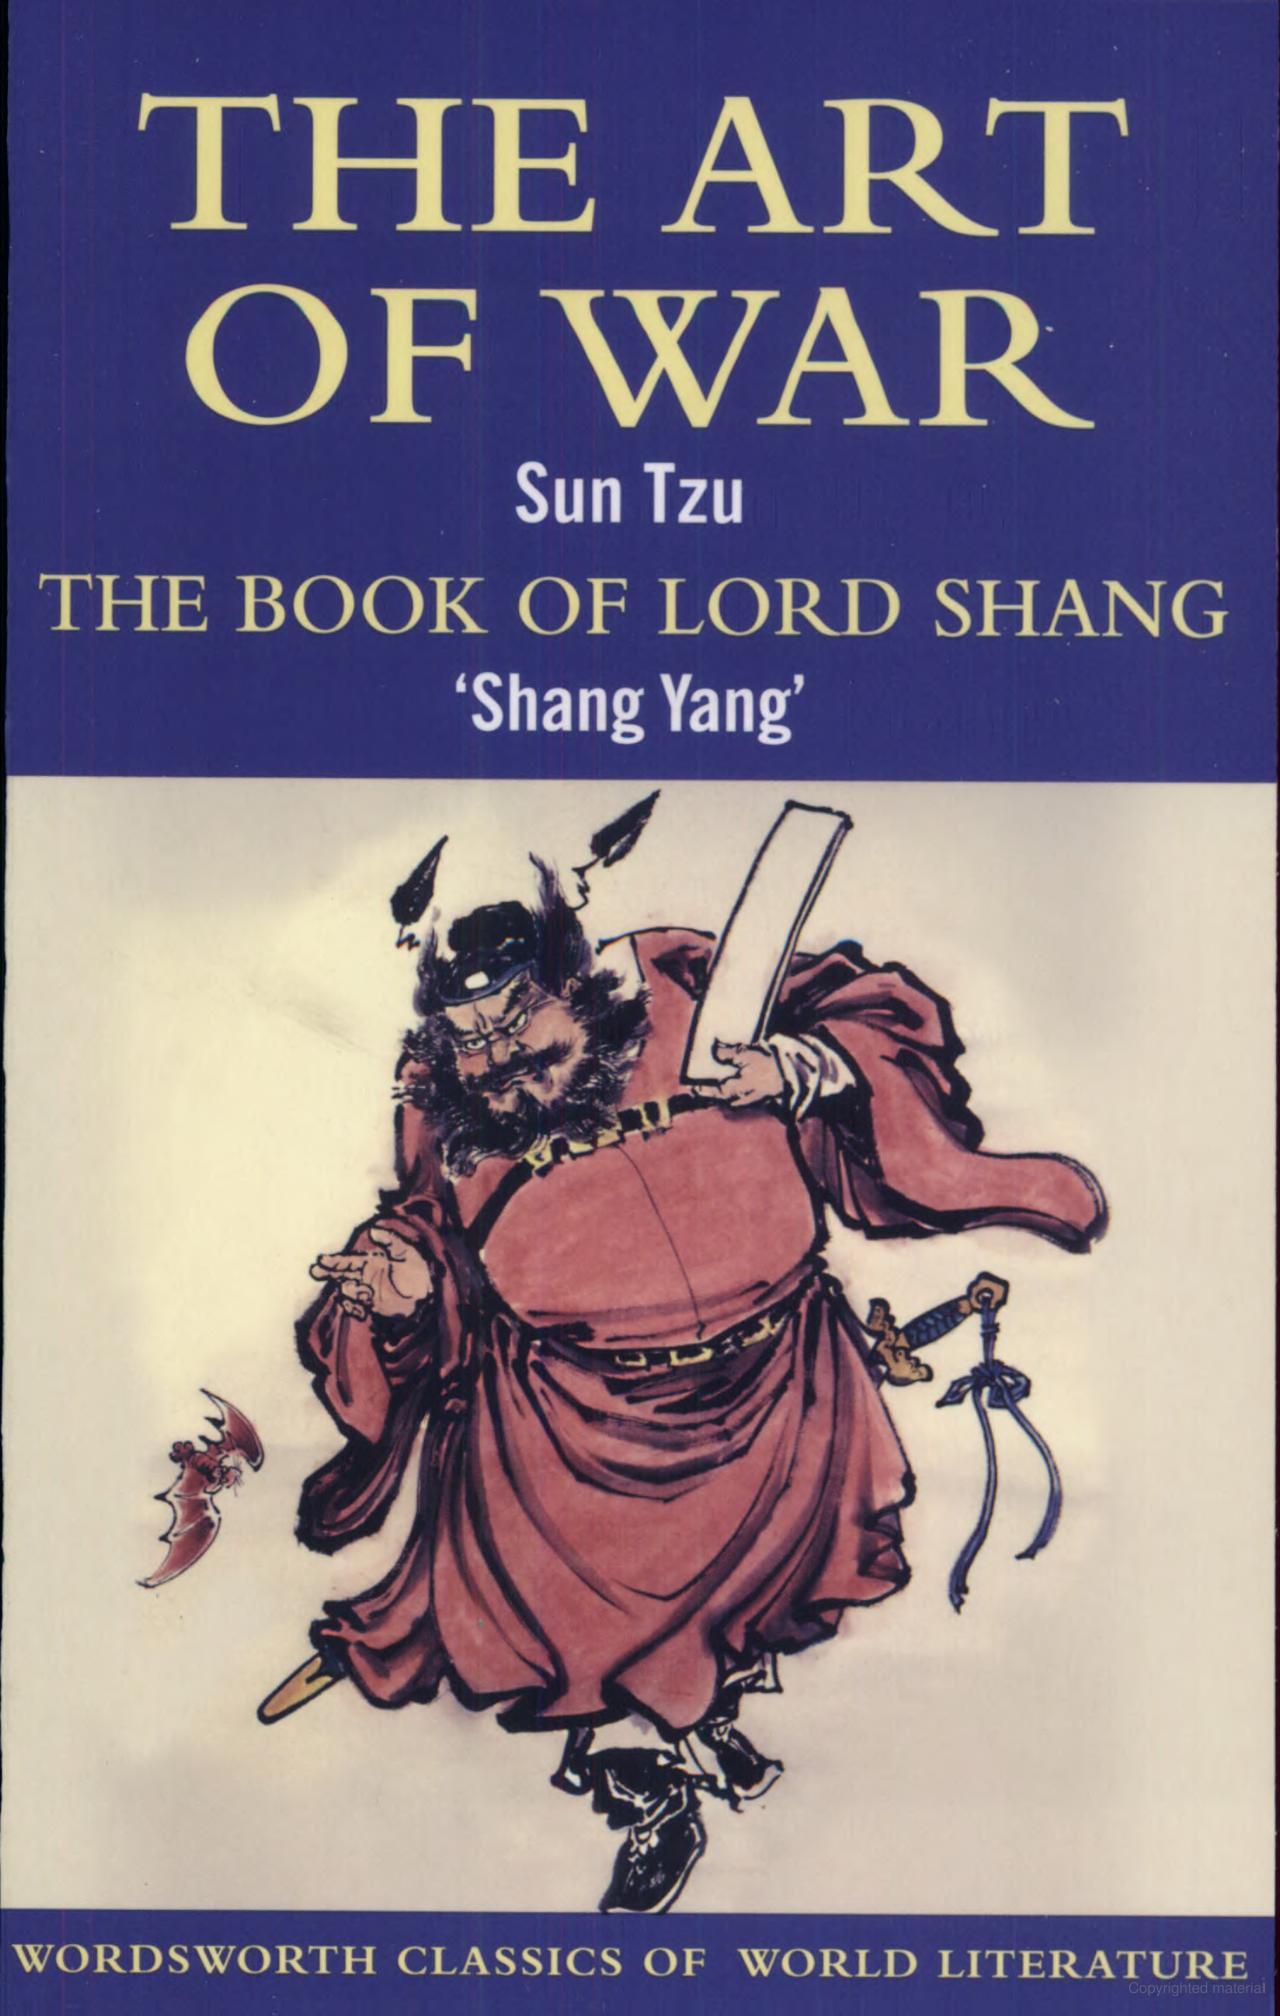 THE ART
OF WAR
Sun Tzu
THE BOOK OF LORD SHANG
‘Shang Yang’
WORDSWORTH CLASSICS OF WORLD LITERATURE
Copyrighted material